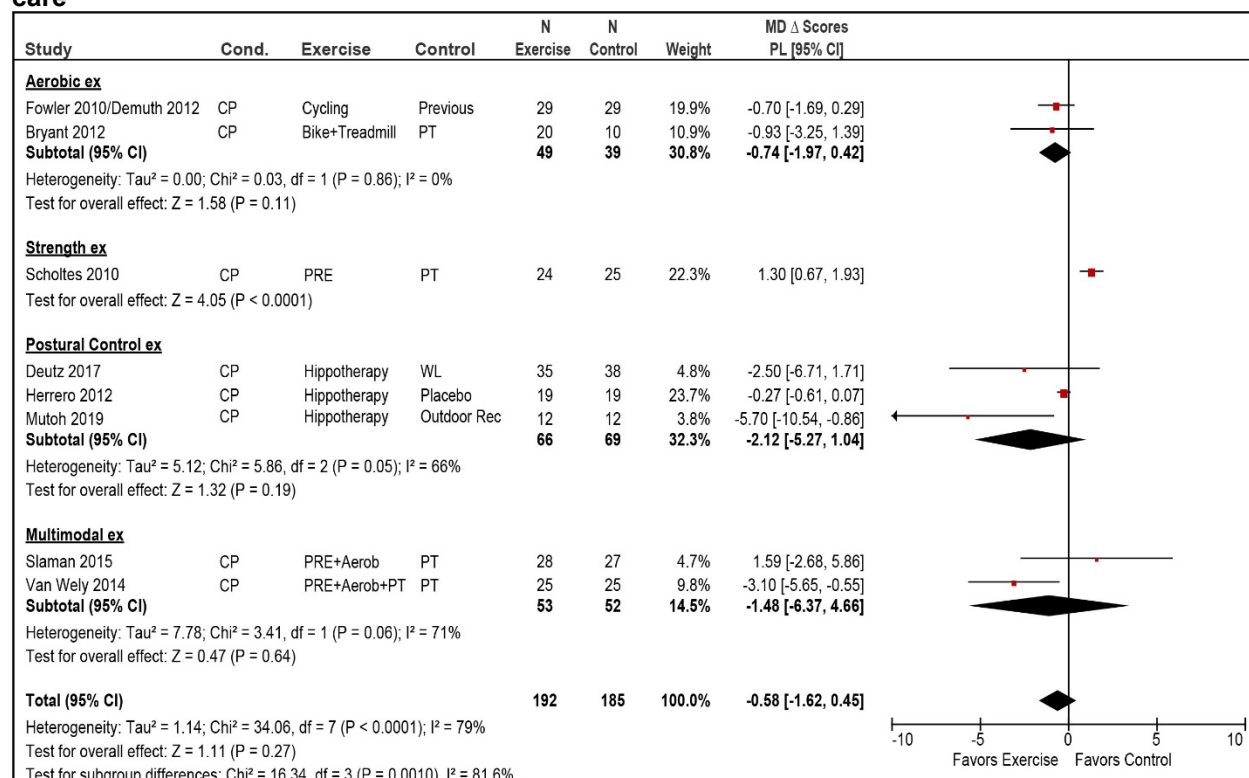 care
N N MD Δ Scores
Study Cond. Exercise Control Exercise Control Weight PL [95% CI]
Aerobic ex
Fowler 2010/Demuth 2012 CP Cycling Previous 29 29 19.9% -0.70 [-1.69, 0.29]
Bryant 2012 CP Bike+Treadmill PT 20 10 10.9% -0.93 [-3.25, 1.39]
Subtotal (95% CI) 49 39 30.8% -0.74 [-1.97, 0.42]
Heterogeneity: Tau² = 0.00; Chi² = 0.03, df = 1 (P = 0.86); I² = 0%
Test for overall effect: Z = 1.58 (P = 0.11)
Strength ex
Scholtes 2010 CP PRE PT 24 25 22.3% 1.30 [0.67, 1.93]
Test for overall effect: Z = 4.05 (P < 0.0001)
Postural Control ex
Deutz 2017 CP Hippotherapy WL 35 38 4.8% -2.50 [-6.71, 1.71]
Herrero 2012 CP Hippotherapy Placebo 19 19 23.7% -0.27 [-0.61, 0.07]
Mutoh 2019 CP Hippotherapy Outdoor Rec 12 12 3.8% -5.70 [-10.54, -0.86]
Subtotal (95% CI) 66 69 32.3% -2.12 [-5.27, 1.04]
Heterogeneity: Tau² = 5.12; Chi² = 5.86, df = 2 (P = 0.05); I² = 66%
Test for overall effect: Z = 1.32 (P = 0.19)
Multimodal ex
Slaman 2015 CP PRE+Aerob PT 28 27 4.7% 1.59 [-2.68, 5.86]
Van Wely 2014 CP PRE+Aerob+PT PT 25 25 9.8% -3.10 [-5.65, -0.55]
Subtotal (95% CI) 53 52 14.5% -1.48 [-6.37, 4.66]
Heterogeneity: Tau² = 7.78; Chi² = 3.41, df = 1 (P = 0.06); I² = 71%
Test for overall effect: Z = 0.47 (P = 0.64)
Total (95% CI) 192 185 100.0% -0.58 [-1.62, 0.45]
Heterogeneity: Tau² = 1.14; Chi² = 34.06, df = 7 (P < 0.0001); I² = 79%
Test for overall effect: Z = 1.11 (P = 0.27)
Test for subgroup differences: Chi² = 16.34, df = 3 (P = 0.0010), I² = 81.6%
-10 -5 0 5 10
Favors Exercise Favors Control